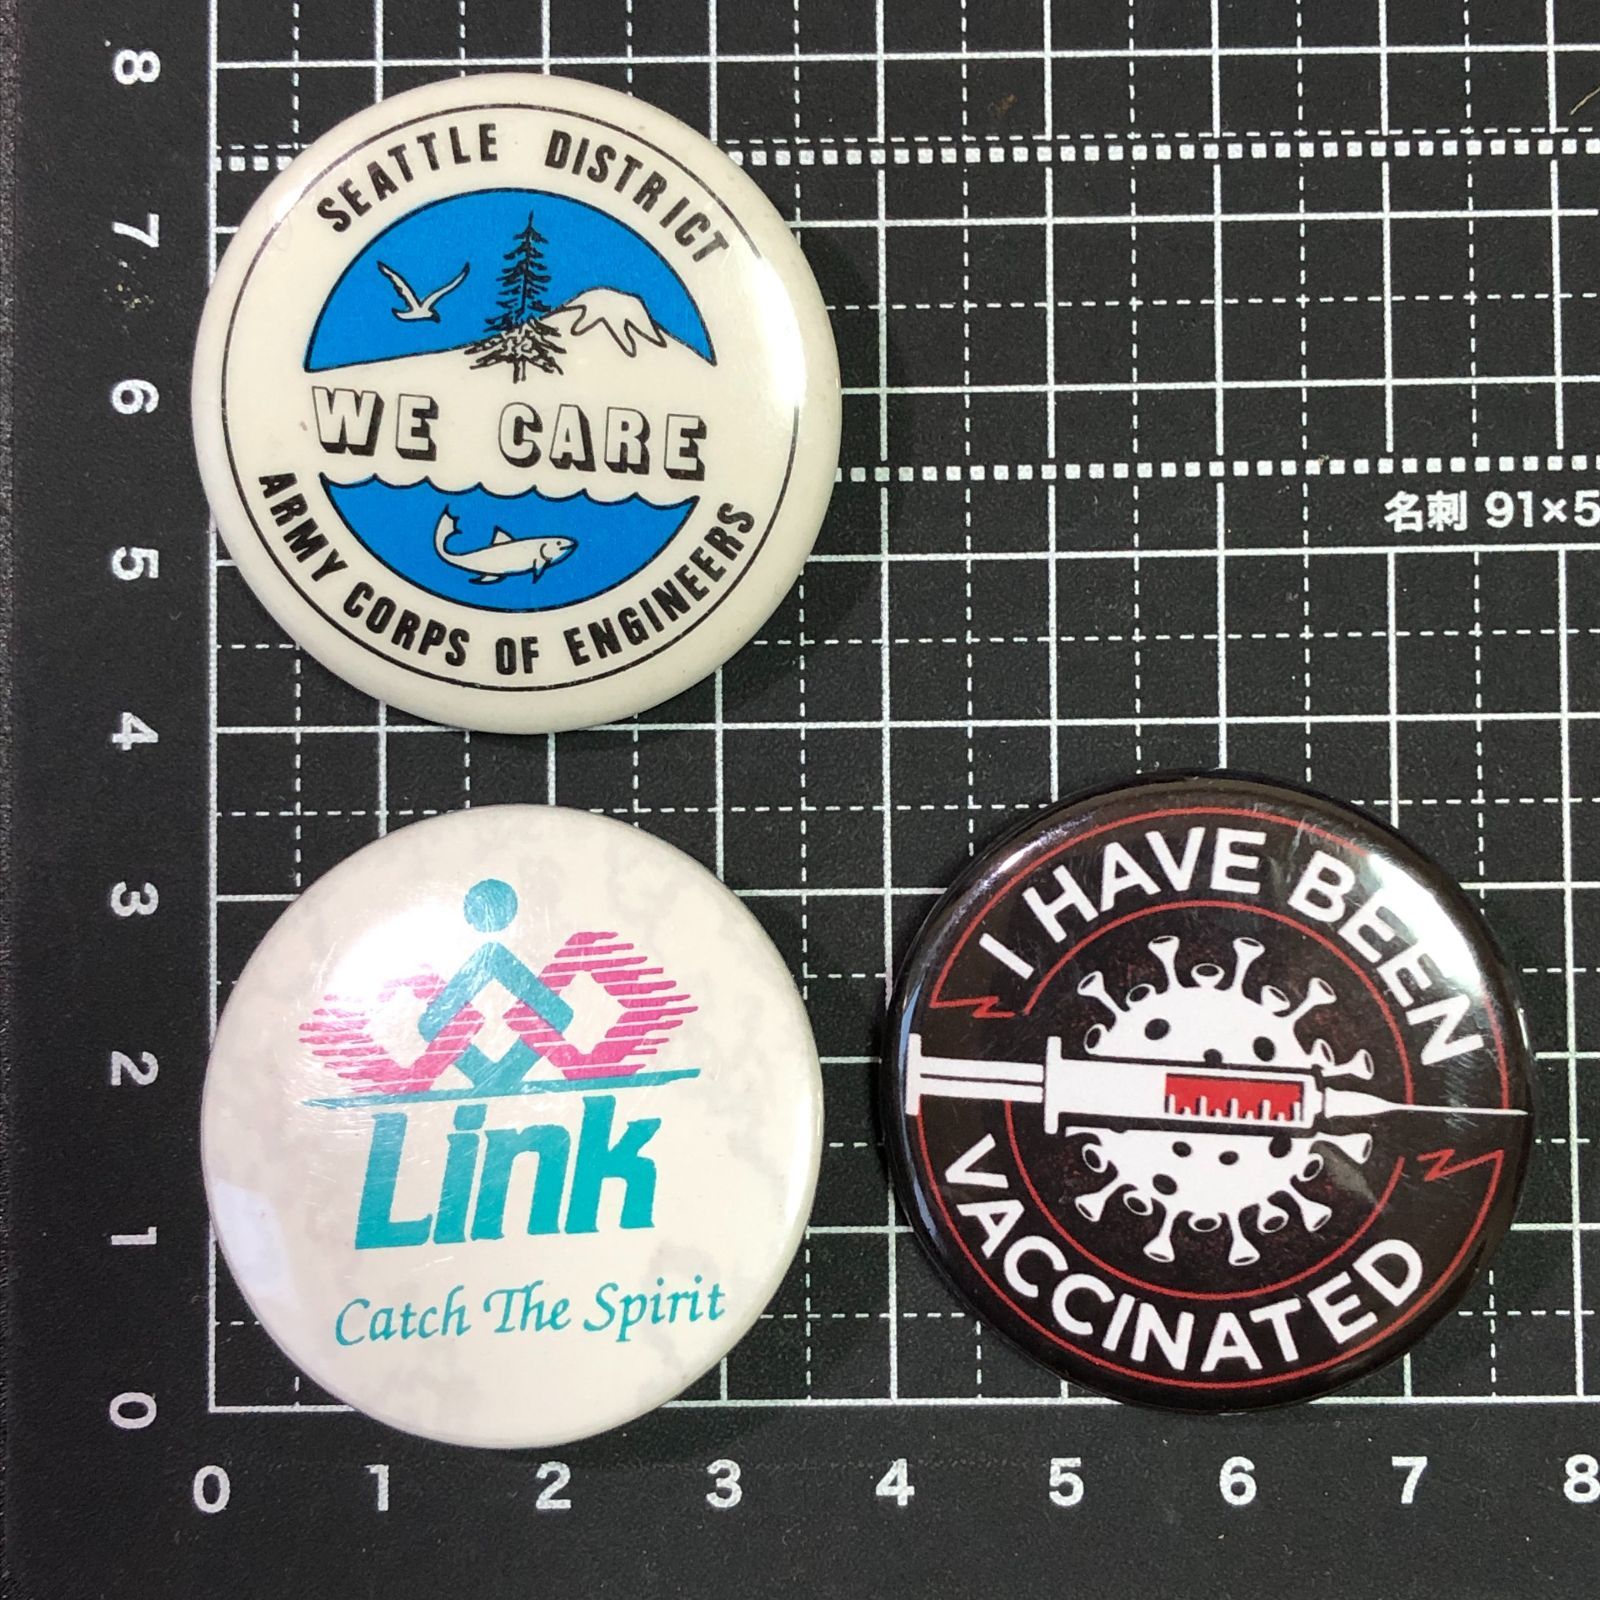 8
SEATTLE DISTRICT
7
6
WE CARE
名刺 91×5
5
ARMY CORPS OF ENGINEERS
4
3
I HAVE BEEN
2
Link
VACCINATED
1
Catch The Spirit
0
0 1 2 3 4 5 6 7 8